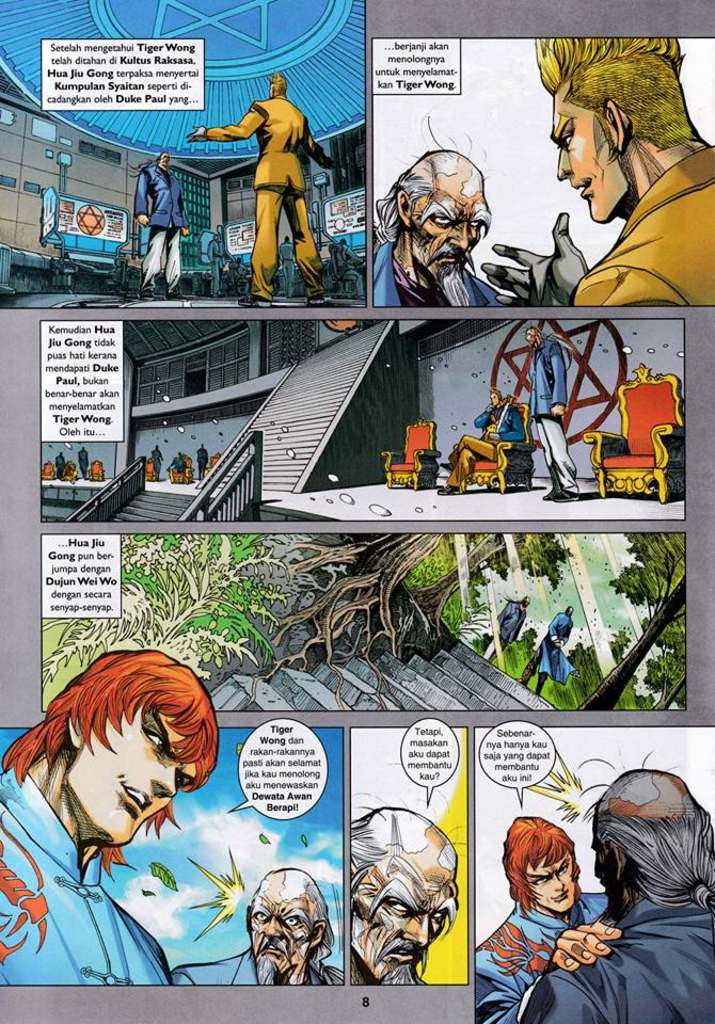 Setelah mengetahui Tiger Wong
telah ditahan di Kultus Raksasa,
Hua Jiu Gong terpaksa menyertai
Kumpulan Syaitan seperti di-
cadangkan oleh Duke Paul yang...
...berjanji akan
menolongnya
untuk menyelamat-
kan Tiger Wong.
Kemudian Hua
Jiu Gong tidak
puas hati kerana
mendapati Duke
Paul, bukan
benar-benar akan
menyelamatkan
Tiger Wong.
Oleh itu...
...Hua Jiu
Gong pun ber-
jumpa dengan
Dujun Wei Wo
dengan secara
senyap-senyap.
Tiger
Wong dan
rakan-rakannya
pasti akan selamat
jika kau menolong
aku menewaskan
Dewata Awan
Berapi!
Tetapi,
masakan
aku dapat
membantu
kau?
Sebenar-
nya hanya kau
saja yang dapat
membantu
aku ini!
8